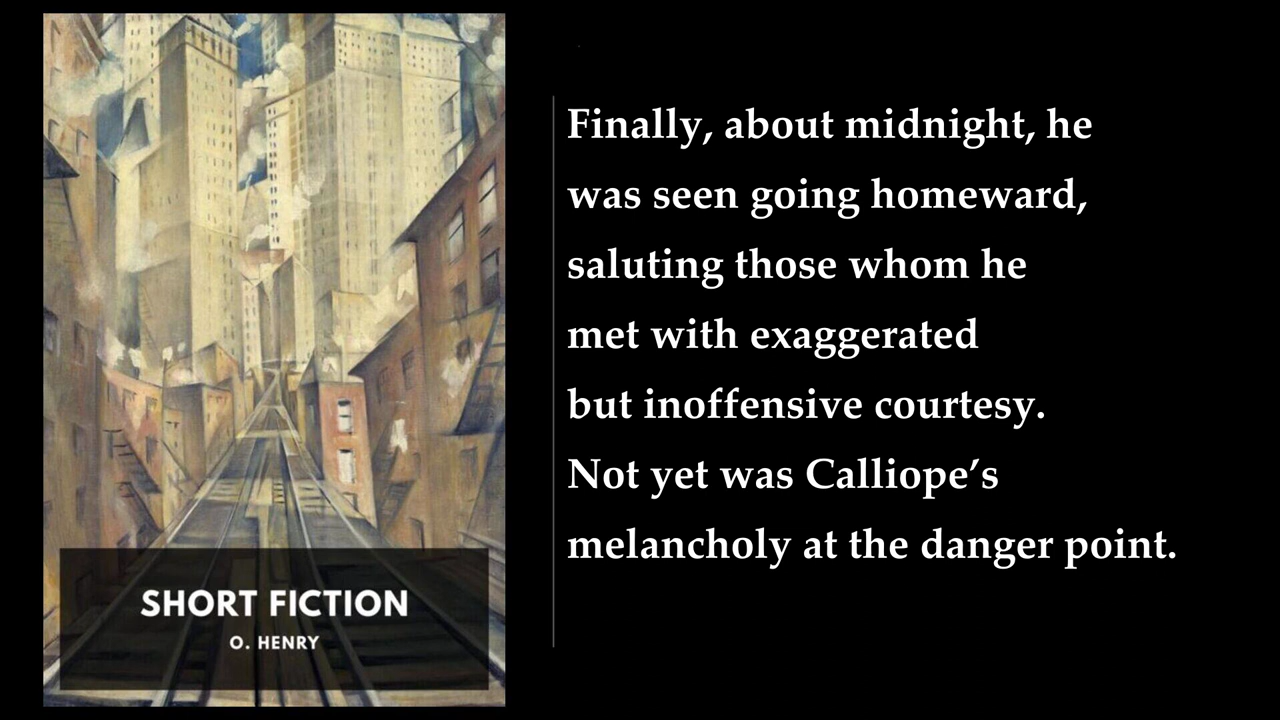 SHORT FICTION
O. HENRY
Finally, about midnight, he
was seen going homeward,
saluting those whom he
met with exaggerated
but inoffensive courtesy.
Not yet was Calliope’s
melancholy at the danger point.